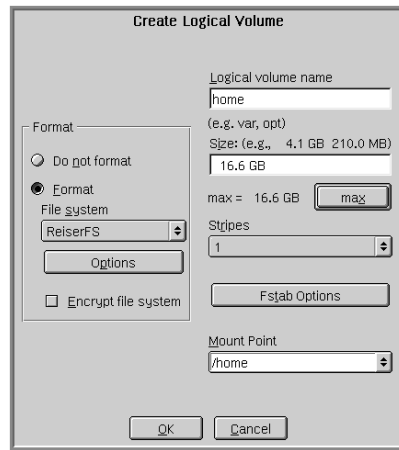 Create Logical Volume
Format
Do not format
Format
File system
ReiserFS
Options
Encrypt file system
Logical volume name
home
(e.g. var, opt)
Size: (e.g., 4.1 GB 210.0 MB)
16.6 GB
max = 16.6 GB max
Stripes
1
Fstab Options
Mount Point
/home
OK Cancel